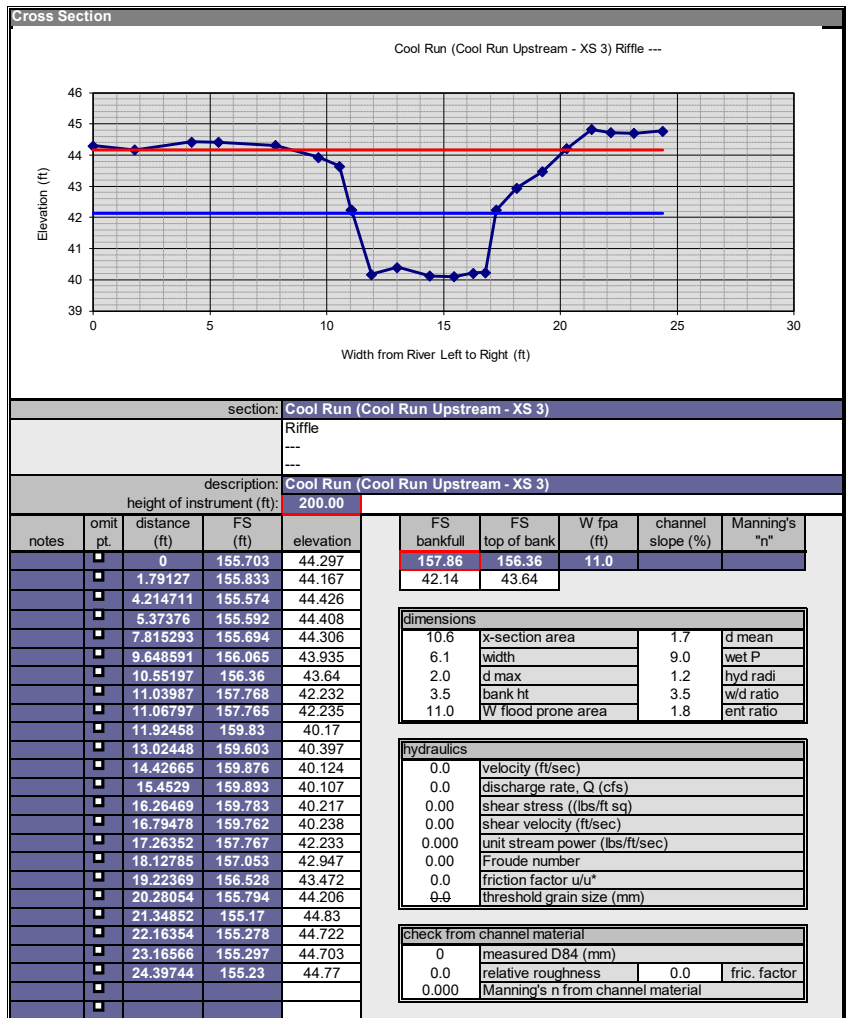 Cross Section
Cool Run (Cool Run Upstream - XS 3) Riffle ---
46
45
44
43
42
41
40
39
Elevation (ft)
0 5 10 15 20 25 30
Width from River Left to Right (ft)
section: Cool Run (Cool Run Upstream - XS 3)
Riffle
---
---
description: Cool Run (Cool Run Upstream - XS 3)
height of instrument (ft): 200.00
omit distance FS
notes pt. (ft) (ft) elevation
0 155.703 44.297
1.79127 155.833 44.167
4.214711 155.574 44.426
5.37376 155.592 44.408
7.815293 155.694 44.306
9.648591 156.065 43.935
10.55197 156.36 43.64
11.03987 157.768 42.232
11.06797 157.765 42.235
11.92458 159.83 40.17
13.02448 159.603 40.397
14.42665 159.876 40.124
15.4529 159.893 40.107
16.26469 159.783 40.217
16.79478 159.762 40.238
17.26352 157.767 42.233
18.12785 157.053 42.947
19.22369 156.528 43.472
20.28054 155.794 44.206
21.34852 155.17 44.83
22.16354 155.278 44.722
23.16566 155.297 44.703
24.39744 155.23 44.77
FS FS W fpa channel Manning's
bankfull top of bank (ft) slope (%) "n"
157.86 156.36 11.0
42.14 43.64
dimensions
10.6 x-section area 1.7 d mean
6.1 width 9.0 wet P
2.0 d max 1.2 hyd radi
3.5 bank ht 3.5 w/d ratio
11.0 W flood prone area 1.8 ent ratio
hydraulics
0.0 velocity (ft/sec)
0.0 discharge rate, Q (cfs)
0.00 shear stress ((lbs/ft sq)
0.00 shear velocity (ft/sec)
0.000 unit stream power (lbs/ft/sec)
0.00 Froude number
0.0 friction factor u/u*
0.0 threshold grain size (mm)
check from channel material
0 measured D84 (mm)
0.0 relative roughness 0.0 fric. factor
0.000 Manning's n from channel material